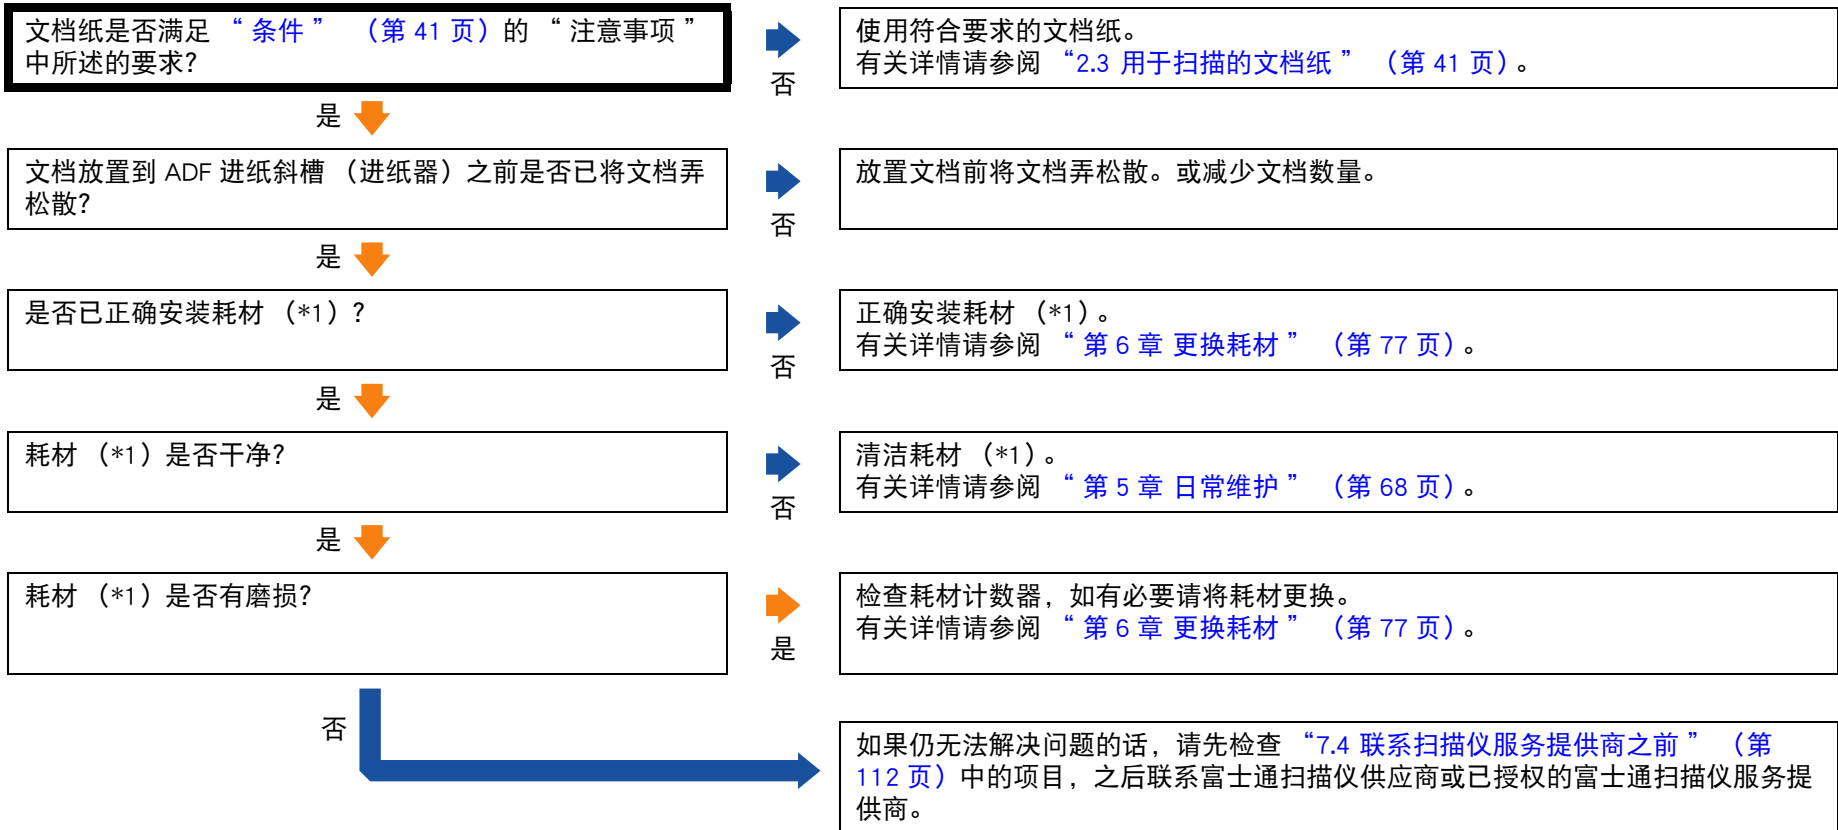 文档纸是否满足 “ 条件 ” （第 41 页）的 “ 注意事项 ”
中所述的要求?
否
使用符合要求的文档纸。
有关详情请参阅 “2.3 用于扫描的文档纸 ” （第 41 页）。
是
文档放置到 ADF 进纸斜槽 （进纸器）之前是否已将文档弄
松散?
否
放置文档前将文档弄松散。或减少文档数量。
是
是否已正确安装耗材 （*1）?
否
正确安装耗材 （*1）。
有关详情请参阅 “ 第 6 章 更换耗材 ” （第 77 页）。
是
耗材 （*1）是否干净?
否
清洁耗材 （*1）。
有关详情请参阅 “ 第 5 章 日常维护 ” （第 68 页）。
是
耗材 （*1）是否有磨损?
是
检查耗材计数器，如有必要请将耗材更换。
有关详情请参阅 “ 第 6 章 更换耗材 ” （第 77 页）。
否
如果仍无法解决问题的话，请先检查 “7.4 联系扫描仪服务提供商之前 ” （第
112 页）中的项目，之后联系富士通扫描仪供应商或已授权的富士通扫描仪服务提
供商。